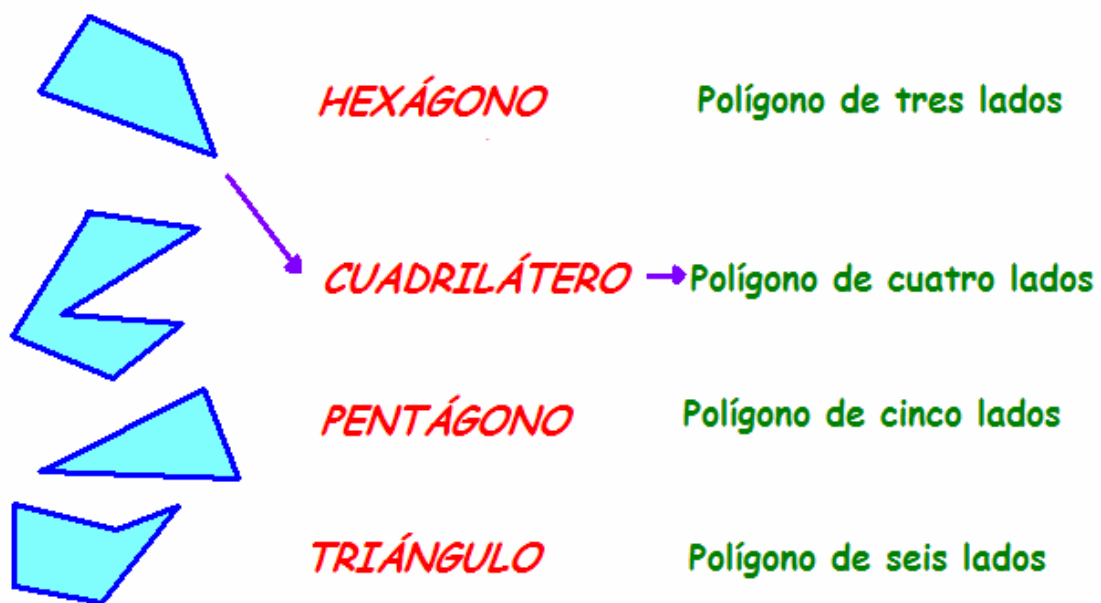 HEXÁGONO Polígono de tres lados
CUADRILÁTERO Polígono de cuatro lados
PENTÁGONO Polígono de cinco lados
TRIÁNGULO Polígono de seis lados